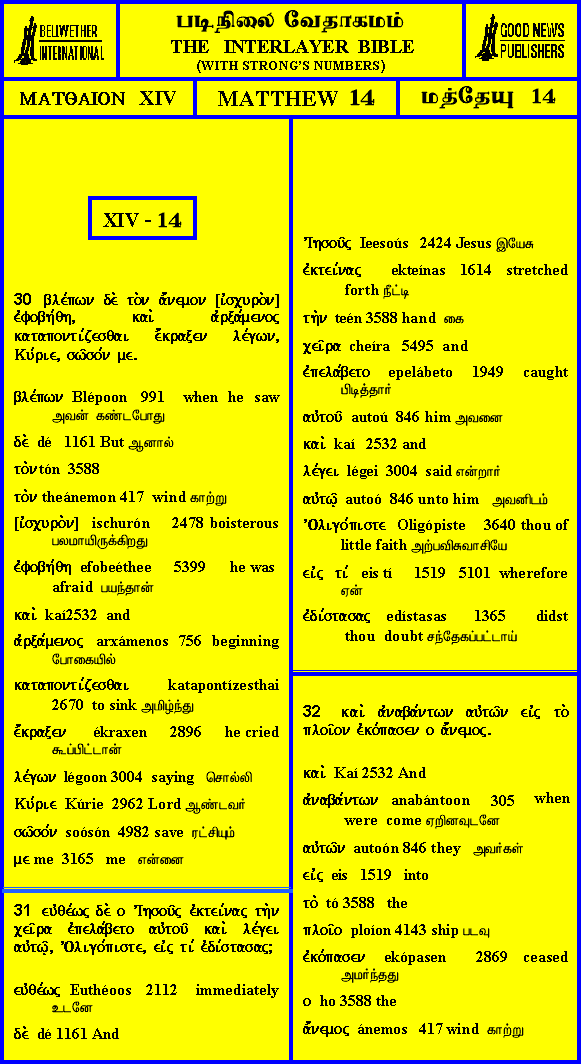 BELLWETHER
INTERNATIONAL
படிநிலை வேதாகமம்
THE INTERLAYER BIBLE
(WITH STRONG'S NUMBERS)
GOOD NEWS
PUBLISHERS
ΜΑΤΘΑΙΟΝ XIV
MATTHEW 14
மத்தேயு 14
XIV - 14
30 βλέπων δὲ τὸν ἄνεμον [ἰσχυρὸν]
ἐφοβήθη, καὶ ἀρξάμενος
καταποντίζεσθαι ἔκραξεν λέγων,
Κύριε, σῶσόν με.
βλέπων Blépoon 991 when he saw
அவன் கண்டபோது
δὲ dé 1161 But ஆனால்
τὸν tón 3588
τὸν theánemon 417 wind காற்று
[ἰσχυρὸν] ischurón 2478 boisterous
பலமாயிருக்கிறது
ἐφοβήθη efobeéthee 5399 he was
afraid பயந்தான்
καὶ kaí2532 and
ἀρξάμενος arxámenos 756 beginning
போகையில்
καταποντίζεσθαι katapontízesthai
2670 to sink அமிழ்ந்து
ἔκραξεν ékraxen 2896 he cried
கூப்பிட்டான்
λέγων légoon 3004 saying சொல்லி
Κύριε Kúrie 2962 Lord ஆண்டவர்
σῶσόν soósón 4982 save ரட்சியும்
με me 3165 me என்னை
31 εὐθέως δὲ ο Ἰησοῦς ἐκτείνας τὴν
χεῖρα ἐπελάβετο αὐτοῦ καὶ λέγει
αὐτῷ, Ὀλιγόπιστε, εἰς τί ἐδίστασας;
εὐθέως Euthéoos 2112 immediately
உடனே
δὲ dé 1161 And
Ἰησοῦς Ieesoús 2424 Jesus இயேசு
ἐκτείνας ekteínas 1614 stretched
forth நீட்டி
τὴν teén 3588 hand கை
χεῖρα cheíra 5495 and
ἐπελάβετο epelábeto 1949 caught
பிடித்தார்
αὐτοῦ autoú 846 him அவனை
καὶ kaí 2532 and
λέγει légei 3004 said என்றார்
αὐτῷ autoó 846 unto him அவனிடம்
Ὀλιγόπιστε Oligópiste 3640 thou of
little faith அற்பவிசுவாசியே
εἰς τί eis tí 1519 5101 wherefore
ஏன்
ἐδίστασας edístasas 1365 didst
thou doubt சந்தேகப்பட்டாய்
32 καὶ ἀναβάντων αὐτῶν εἰς τὸ
πλοῖον ἐκόπασεν ο ἄνεμος.
καὶ Kaí 2532 And
ἀναβάντων anabántoon 305 when
were come ஏறினவுடனே
αὐτῶν autoón 846 they அவர்கள்
εἰς eis 1519 into
τὸ tó 3588 the
πλοῖο ploíon 4143 ship படவு
ἐκόπασεν ekópasen 2869 ceased
அமர்ந்தது
ο ho 3588 the
ἄνεμος ánemos 417 wind காற்று